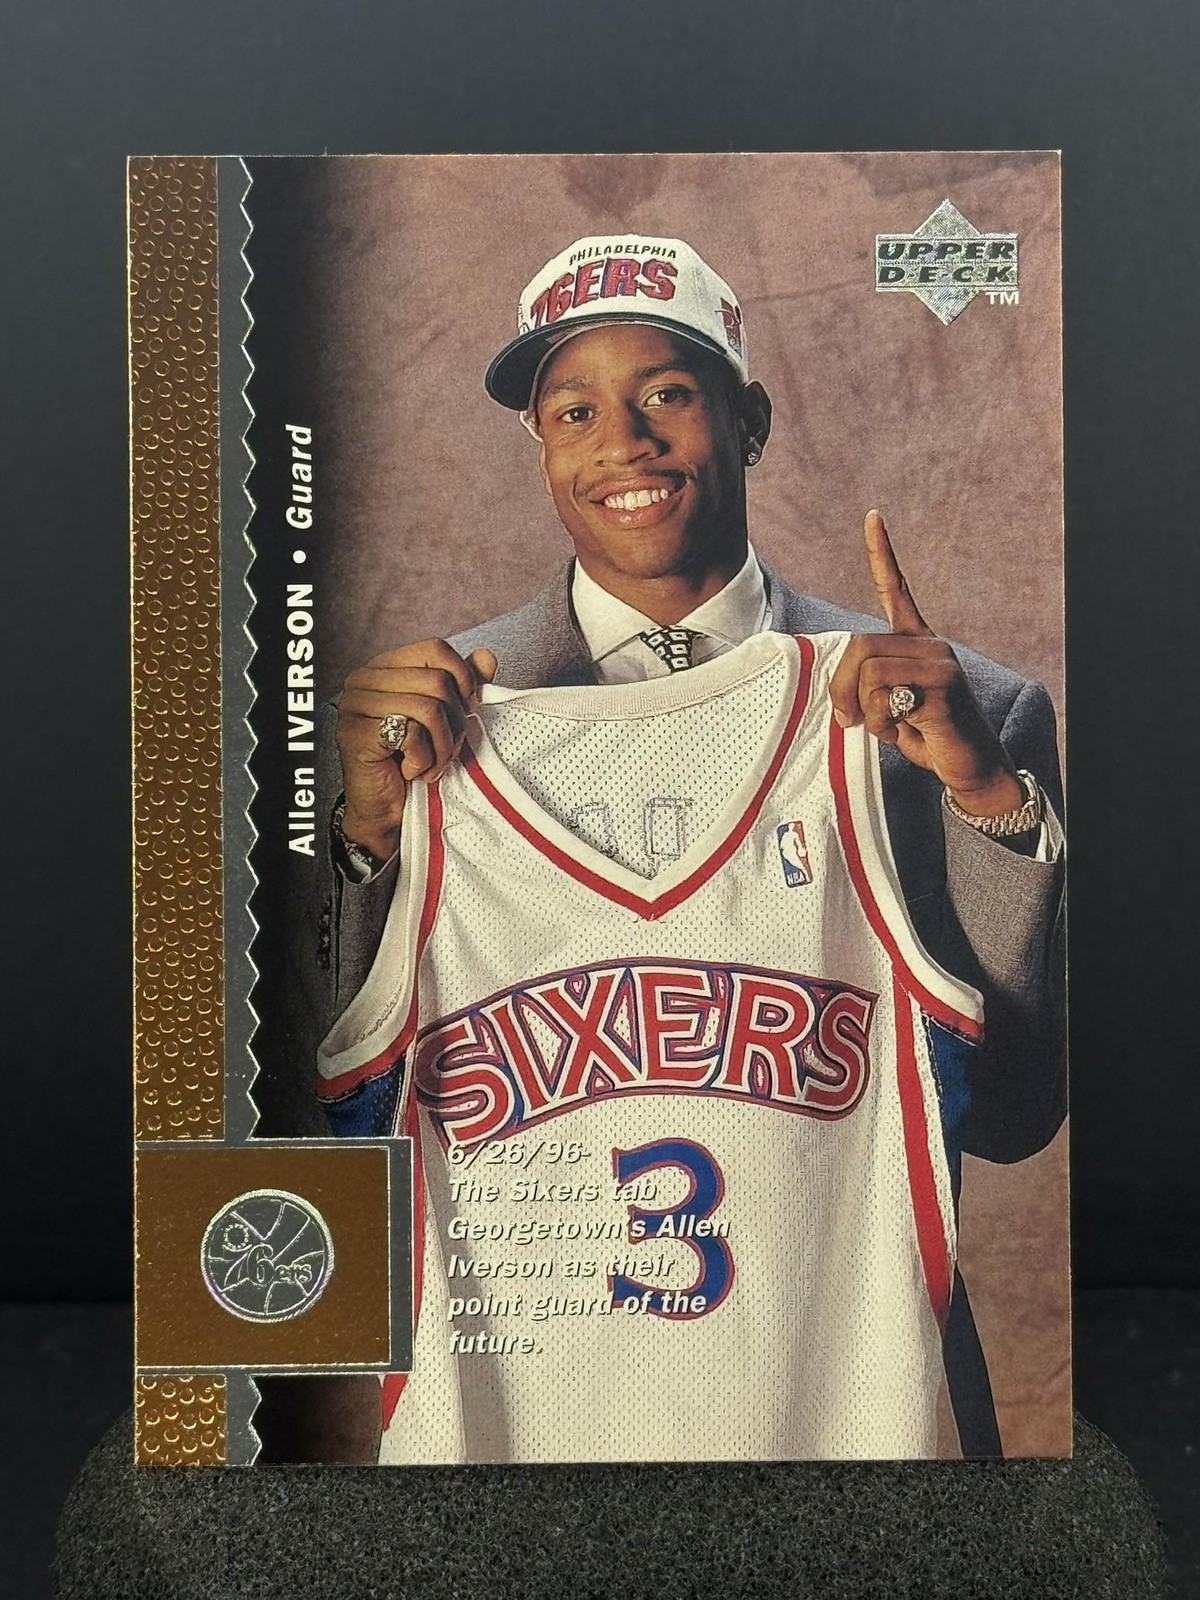 PHILADELPHIA
76ERS
UPPER
DECK
TM
Allen IVERSON • Guard
NBA
SIXERS
3
6/26/96-
The Sixers tab
Georgetown's Allen
Iverson as their
point guard of the
future.
76ers